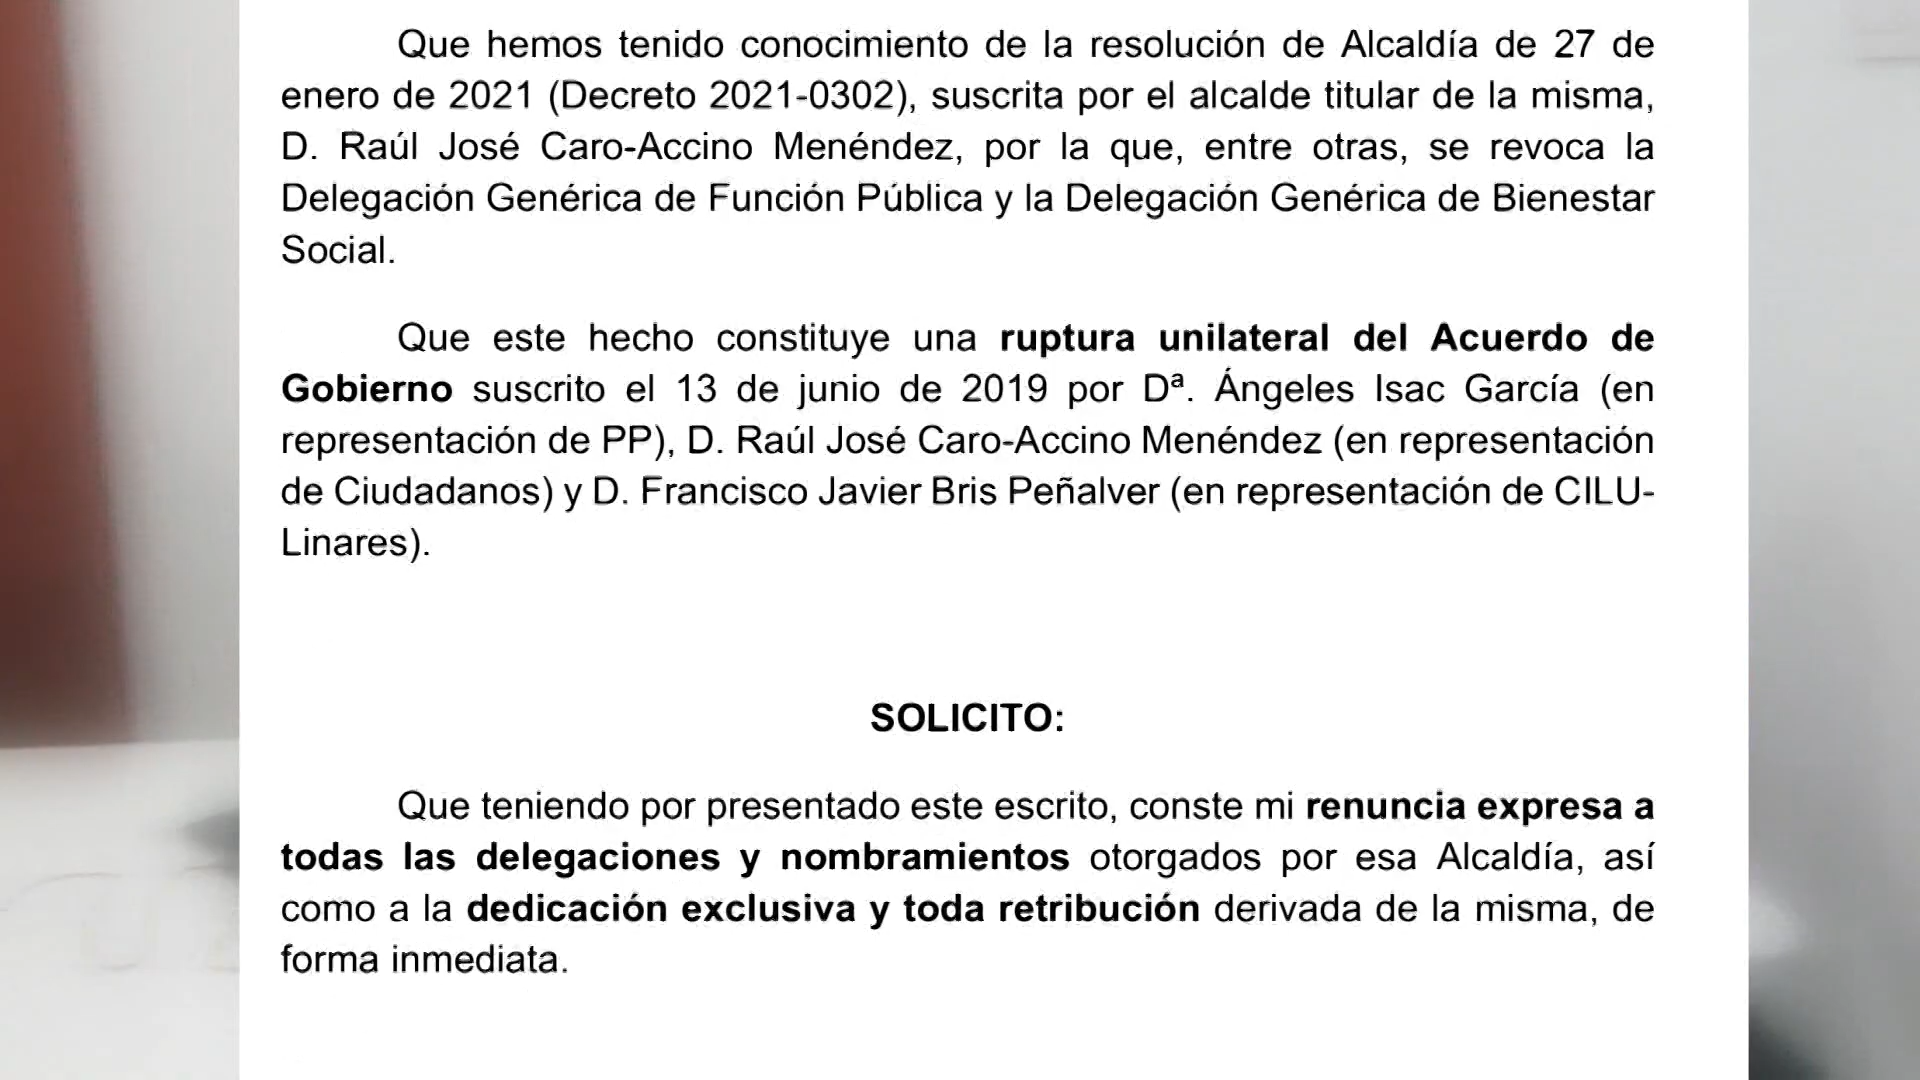 Que hemos tenido conocimiento de la resolución de Alcaldía de 27 de
enero de 2021 (Decreto 2021-0302), suscrita por el alcalde titular de la misma,
D. Raúl José Caro-Accino Menéndez, por la que, entre otras, se revoca la
Delegación Genérica de Función Pública y la Delegación Genérica de Bienestar
Social.
Que este hecho constituye una ruptura unilateral del Acuerdo de
Gobierno suscrito el 13 de junio de 2019 por Dª. Ángeles Isac García (en
representación de PP), D. Raúl José Caro-Accino Menéndez (en representación
de Ciudadanos) y D. Francisco Javier Bris Peñalver (en representación de CILU-
Linares).
SOLICITO:
Que teniendo por presentado este escrito, conste mi renuncia expresa a
todas las delegaciones y nombramientos otorgados por esa Alcaldía, así
como a la dedicación exclusiva y toda retribución derivada de la misma, de
forma inmediata.